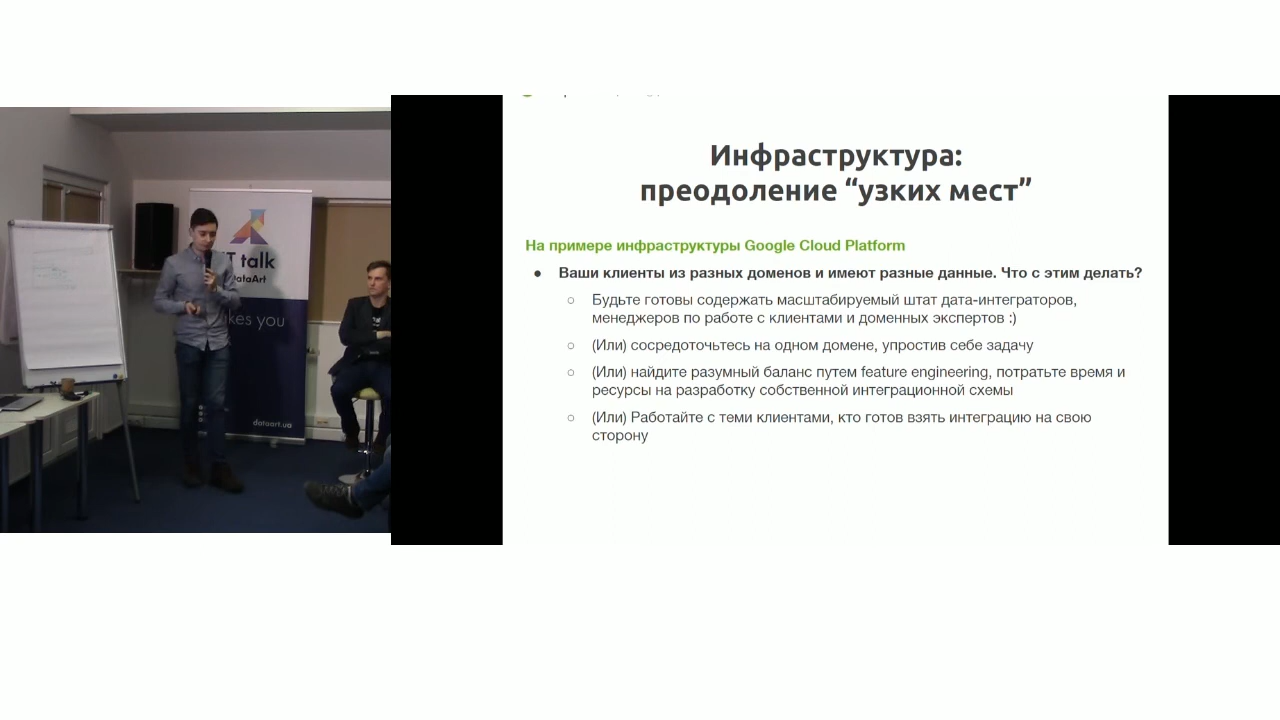 IT talk
DataArt
kes you
dataart.ua
Инфраструктура:
преодоление “узких мест”
На примере инфраструктуры Google Cloud Platform
● Ваши клиенты из разных доменов и имеют разные данные. Что с этим делать?
○ Будьте готовы содержать масштабируемый штат дата-интеграторов,
менеджеров по работе с клиентами и доменных экспертов :)
○ (Или) сосредоточьтесь на одном домене, упростив себе задачу
○ (Или) найдите разумный баланс путем feature engineering, потратьте время и
ресурсы на разработку собственной интеграционной схемы
○ (Или) Работайте с теми клиентами, кто готов взять интеграцию на свою
сторону